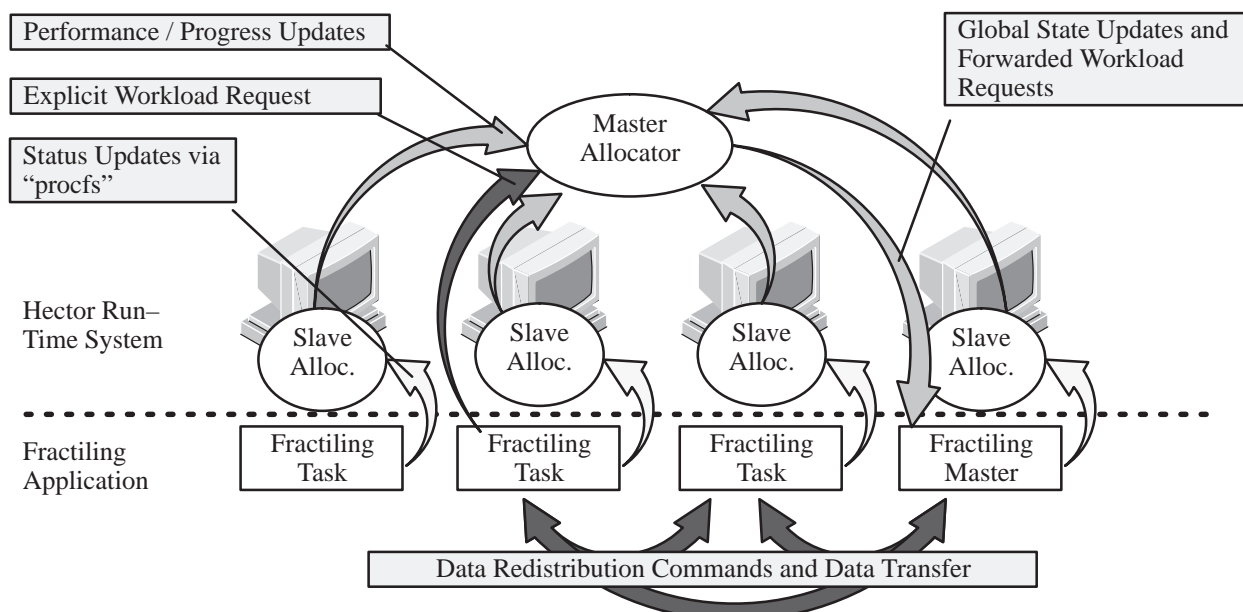 Performance / Progress Updates
Global State Updates and
Forwarded Workload
Requests
Explicit Workload Request
Master
Allocator
Status Updates via
“procfs”
Hector Run–
Time System
Slave
Alloc.
Slave
Alloc.
Slave
Alloc.
Slave
Alloc.
Fractiling
Application
Fractiling
Task
Fractiling
Task
Fractiling
Task
Fractiling
Master
Data Redistribution Commands and Data Transfer